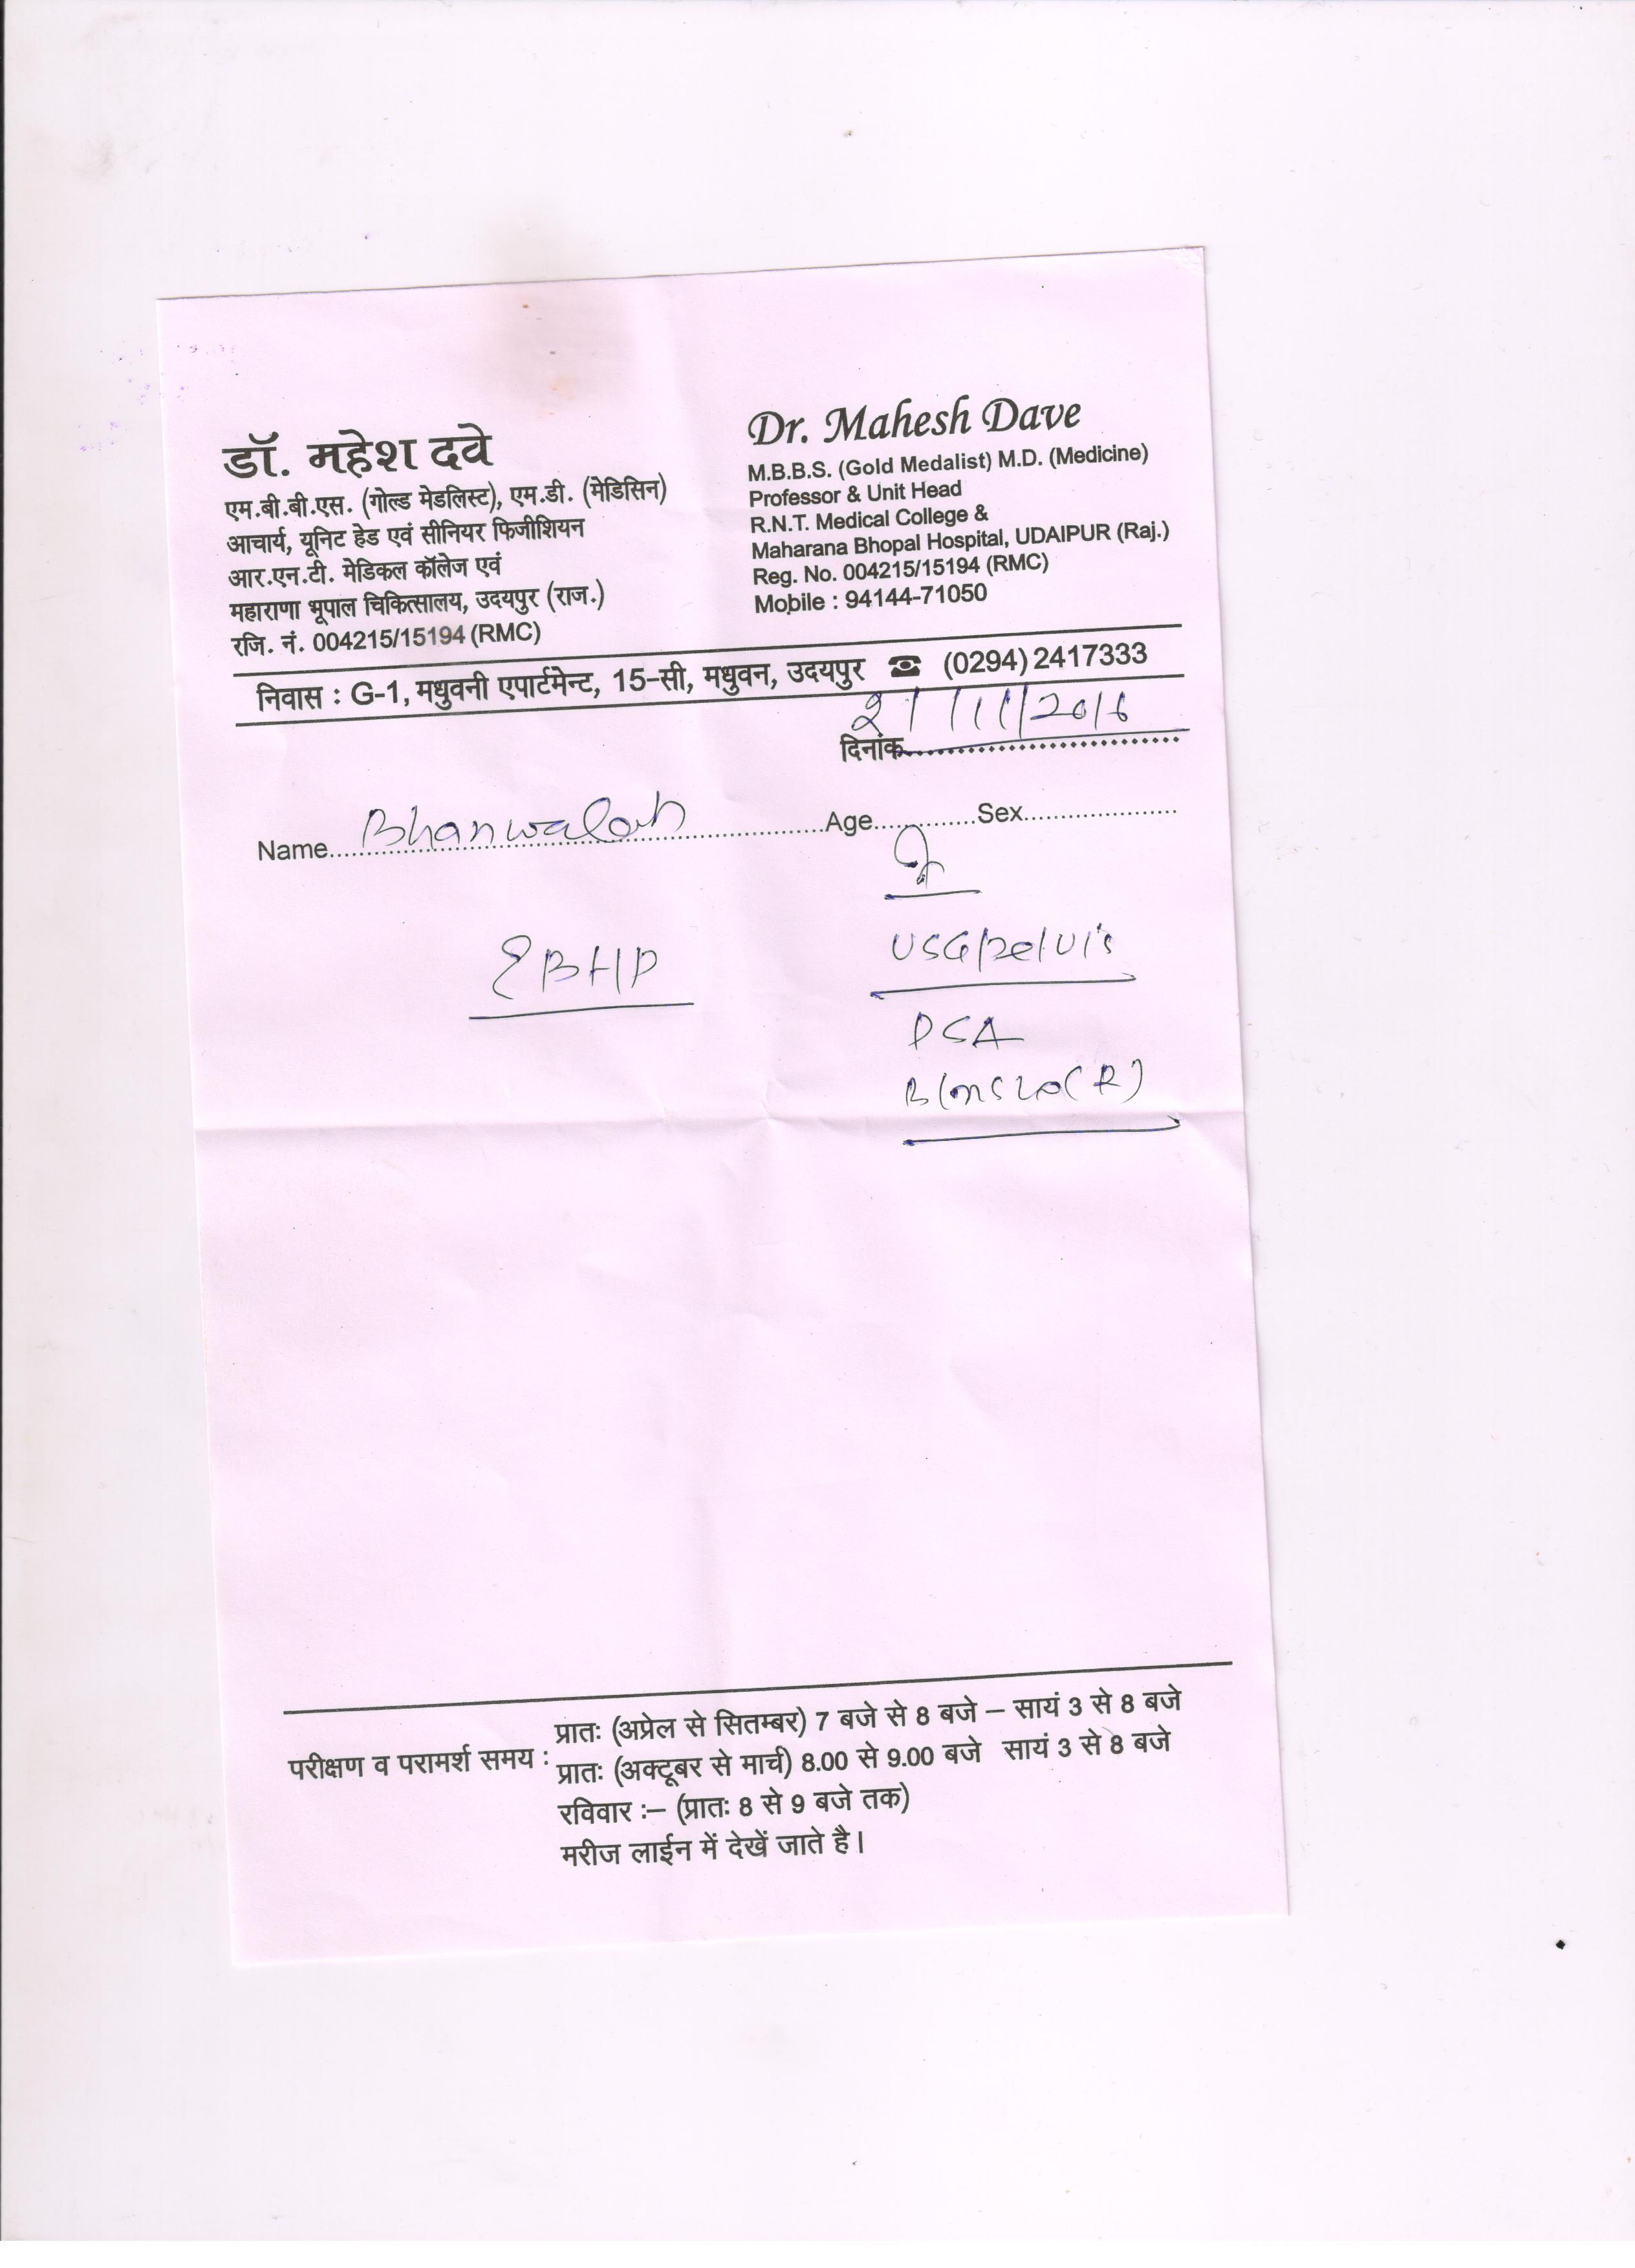 डॉ. महेश दवे
एम.बी.बी.एस. (गोल्ड मेडलिस्ट), एम.डी. (मेडिसिन)
आचार्य, यूनिट हेड एवं सीनियर फिजीशियन
आर.एन.टी. मेडिकल कॉलेज एवं
महाराणा भूपाल चिकित्सालय, उदयपुर (राज.)
रजि. नं. 004215/15194 (RMC)
Dr. Mahesh Dave
M.B.B.S. (Gold Medalist) M.D. (Medicine)
Professor & Unit Head
R.N.T. Medical College &
Maharana Bhopal Hospital, UDAIPUR (Raj.)
Reg. No. 004215/15194 (RMC)
Mobile : 94144-71050
निवास : G-1, मधुवनी एपार्टमेन्ट, 15-सी, मधुवन, उदयपुर ☎ (0294) 2417333
दिनांक 21/11/2016
Name Age Sex
BHP
USG/Pelvis
PSA
परीक्षण व परामर्श समय :
प्रातः (अप्रेल से सितम्बर) 7 बजे से 8 बजे – सायं 3 से 8 बजे
प्रातः (अक्टूबर से मार्च) 8.00 से 9.00 बजे सायं 3 से 8 बजे
रविवार :– (प्रातः 8 से 9 बजे तक)
मरीज लाईन में देखें जाते है।